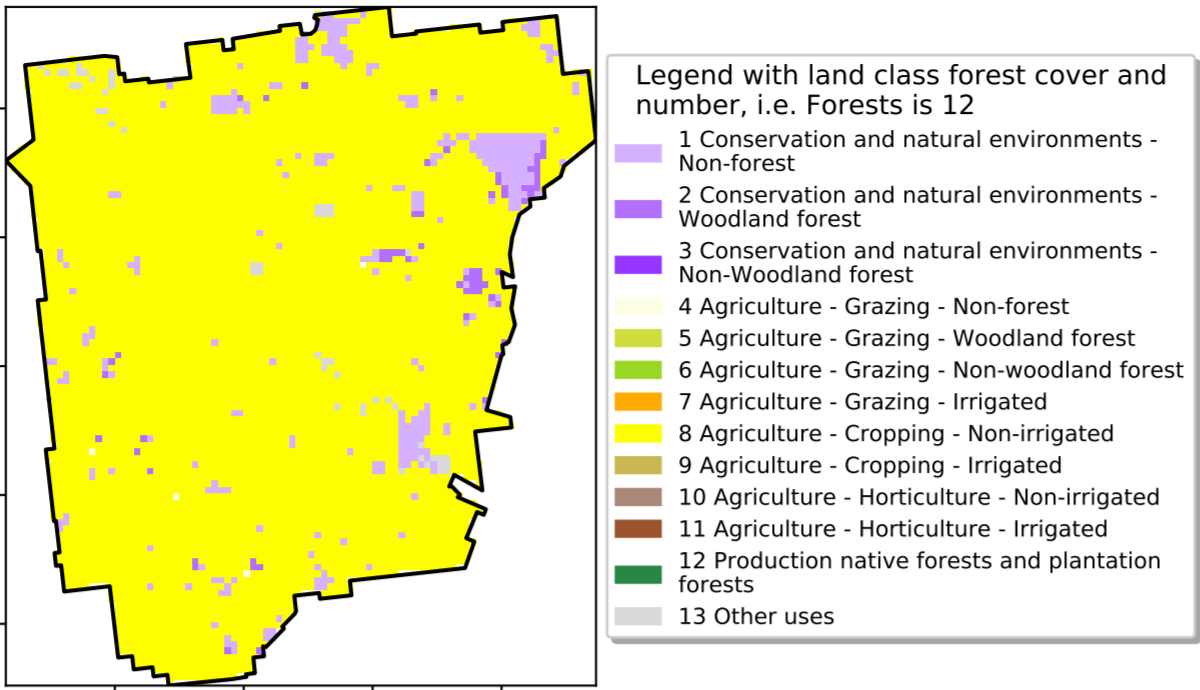 Legend with land class forest cover and
number, i.e. Forests is 12
1 Conservation and natural environments -
Non-forest
2 Conservation and natural environments -
Woodland forest
3 Conservation and natural environments -
Non-Woodland forest
4 Agriculture - Grazing - Non-forest
5 Agriculture - Grazing - Woodland forest
6 Agriculture - Grazing - Non-woodland forest
7 Agriculture - Grazing - Irrigated
8 Agriculture - Cropping - Non-irrigated
9 Agriculture - Cropping - Irrigated
10 Agriculture - Horticulture - Non-irrigated
11 Agriculture - Horticulture - Irrigated
12 Production native forests and plantation
forests
13 Other uses